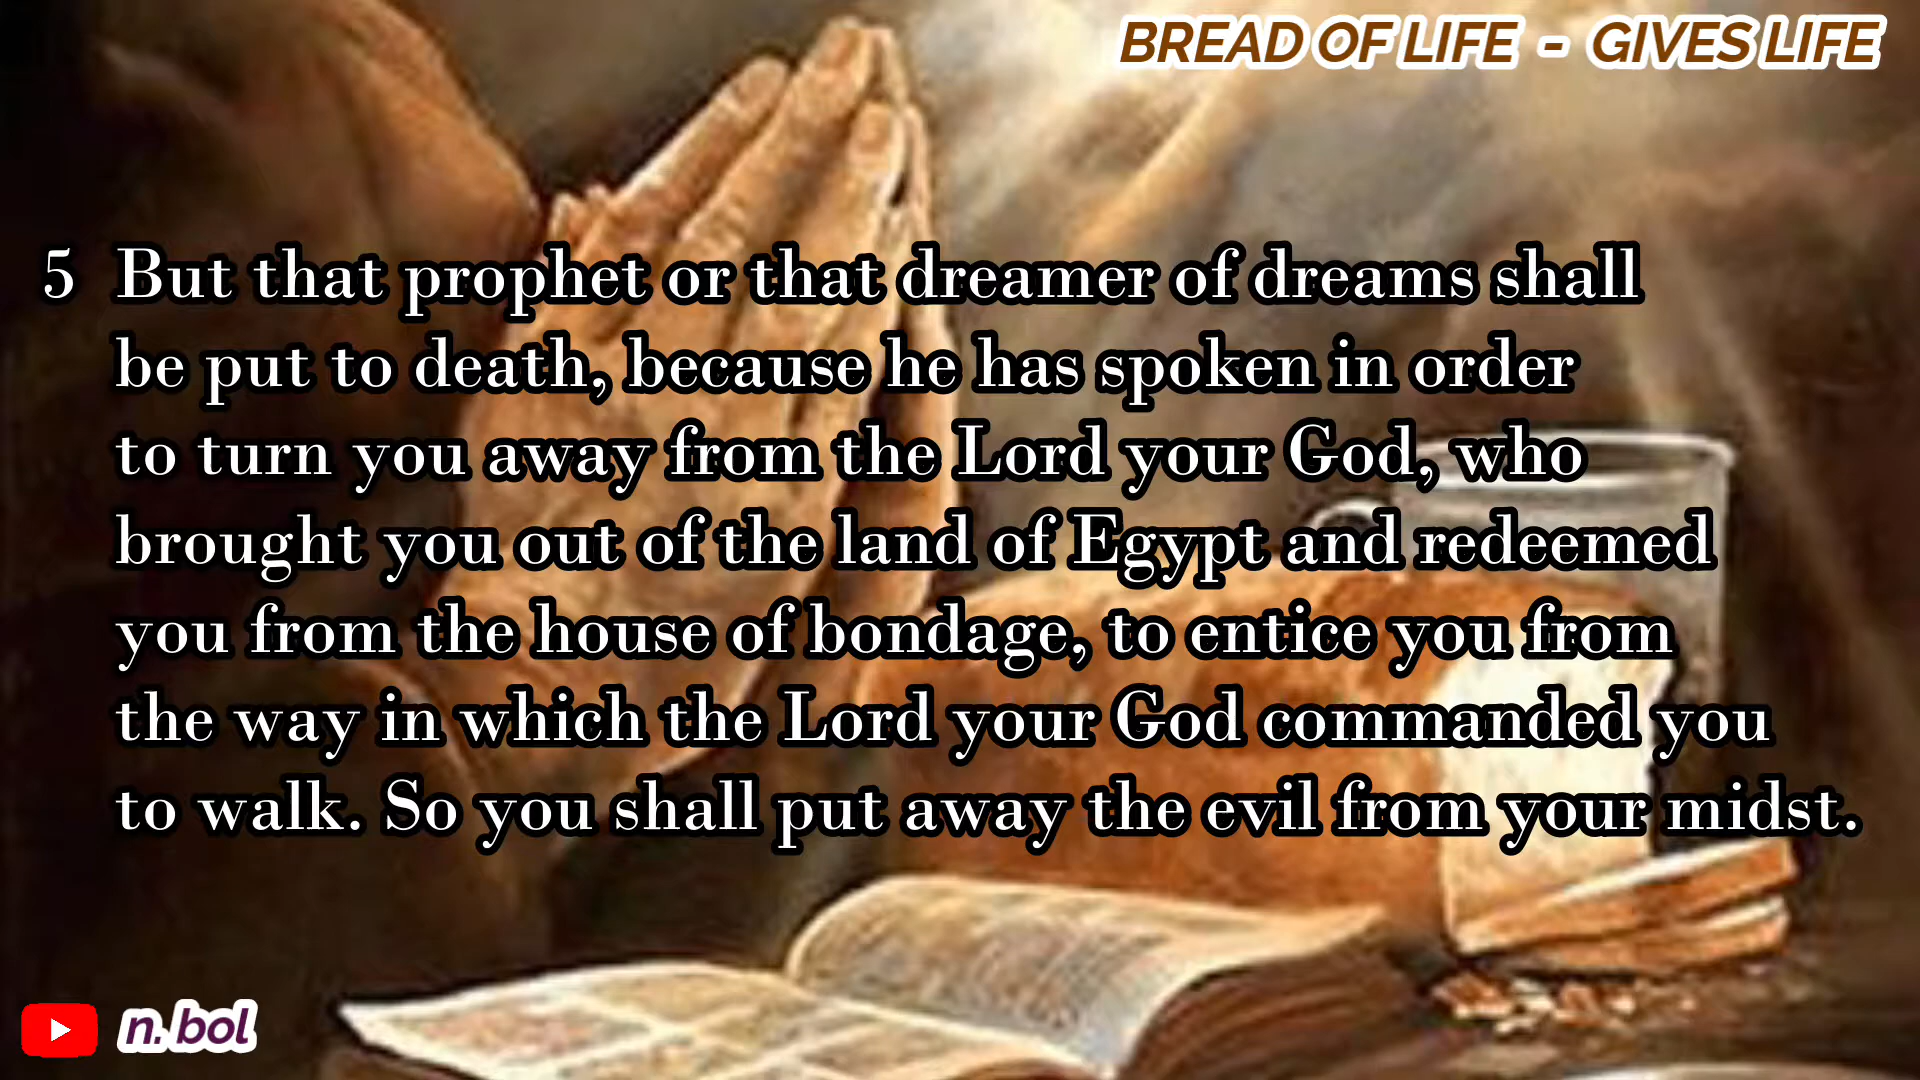 BREAD OF LIFE - GIVES LIFE
5 But that prophet or that dreamer of dreams shall
be put to death, because he has spoken in order
to turn you away from the Lord your God, who
brought you out of the land of Egypt and redeemed
you from the house of bondage, to entice you from
the way in which the Lord your God commanded you
to walk. So you shall put away the evil from your midst.
n. bol